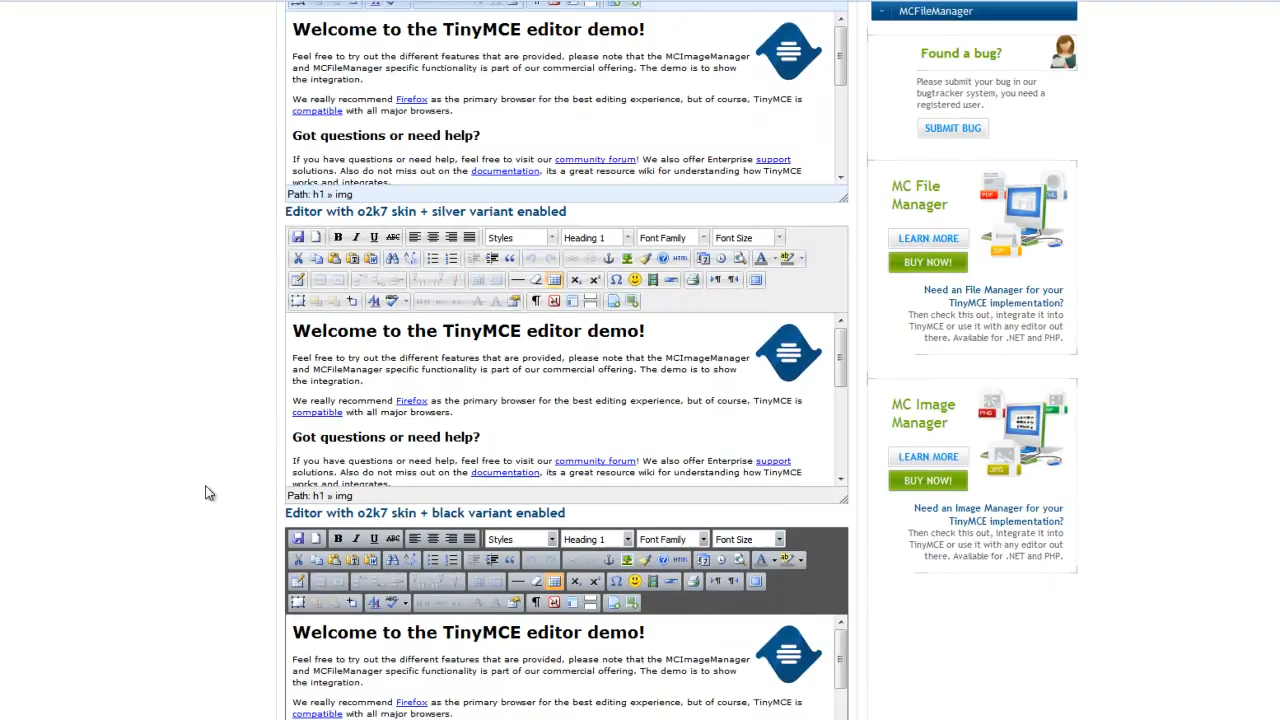 MCFileManager
Welcome to the TinyMCE editor demo!
Feel free to try out the different features that are provided, please note that the MCImageManager
and MCFileManager specific functionality is part of our commercial offering. The demo is to show
the integration.
We really recommend Firefox as the primary browser for the best editing experience, but of course, TinyMCE is
compatible with all major browsers.
Got questions or need help?
If you have questions or need help, feel free to visit our community forum! We also offer Enterprise support
solutions. Also do not miss out on the documentation, its a great resource wiki for understanding how TinyMCE
works and integrates.
Path: h1 » img
Editor with o2k7 skin + silver variant enabled
B I U ABC Styles Heading 1 Font Family Font Size
HTML
Welcome to the TinyMCE editor demo!
Feel free to try out the different features that are provided, please note that the MCImageManager
and MCFileManager specific functionality is part of our commercial offering. The demo is to show
the integration.
We really recommend Firefox as the primary browser for the best editing experience, but of course, TinyMCE is
compatible with all major browsers.
Got questions or need help?
If you have questions or need help, feel free to visit our community forum! We also offer Enterprise support
solutions. Also do not miss out on the documentation, its a great resource wiki for understanding how TinyMCE
works and integrates.
Path: h1 » img
Editor with o2k7 skin + black variant enabled
B I U ABC Styles Heading 1 Font Family Font Size
HTML
Welcome to the TinyMCE editor demo!
Feel free to try out the different features that are provided, please note that the MCImageManager
and MCFileManager specific functionality is part of our commercial offering. The demo is to show
the integration.
We really recommend Firefox as the primary browser for the best editing experience, but of course, TinyMCE is
compatible with all major browsers.
Found a bug?
Please submit your bug in our
bugtracker system, you need a
registered user.
SUBMIT BUG
MC File
Manager
PDF
LEARN MORE
BUY NOW!
Need an File Manager for your
TinyMCE implementation?
Then check this out, integrate it into
TinyMCE or use it with any editor out
there. Available for .NET and PHP.
MC Image
Manager
PNG
JPG
LEARN MORE
BUY NOW!
Need an Image Manager for your
TinyMCE implementation?
Then check this out, integrate it into
TinyMCE or use it with any editor out
there. Available for .NET and PHP.